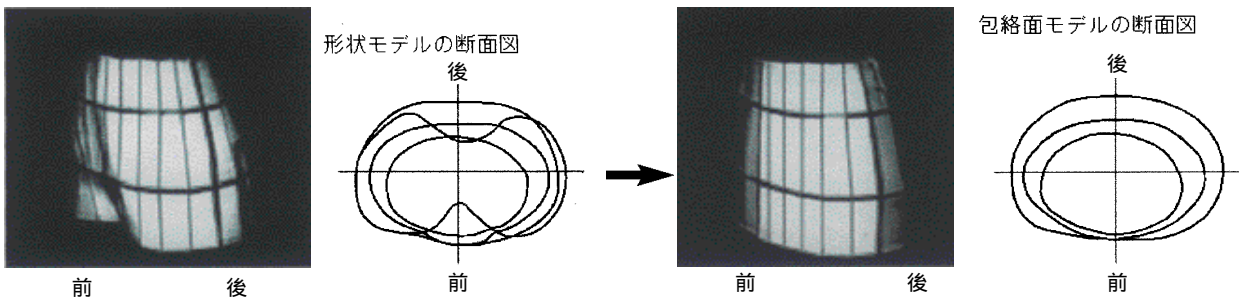 形状モデルの断面図
後
前
前 後
包絡面モデルの断面図
後
前
前 後